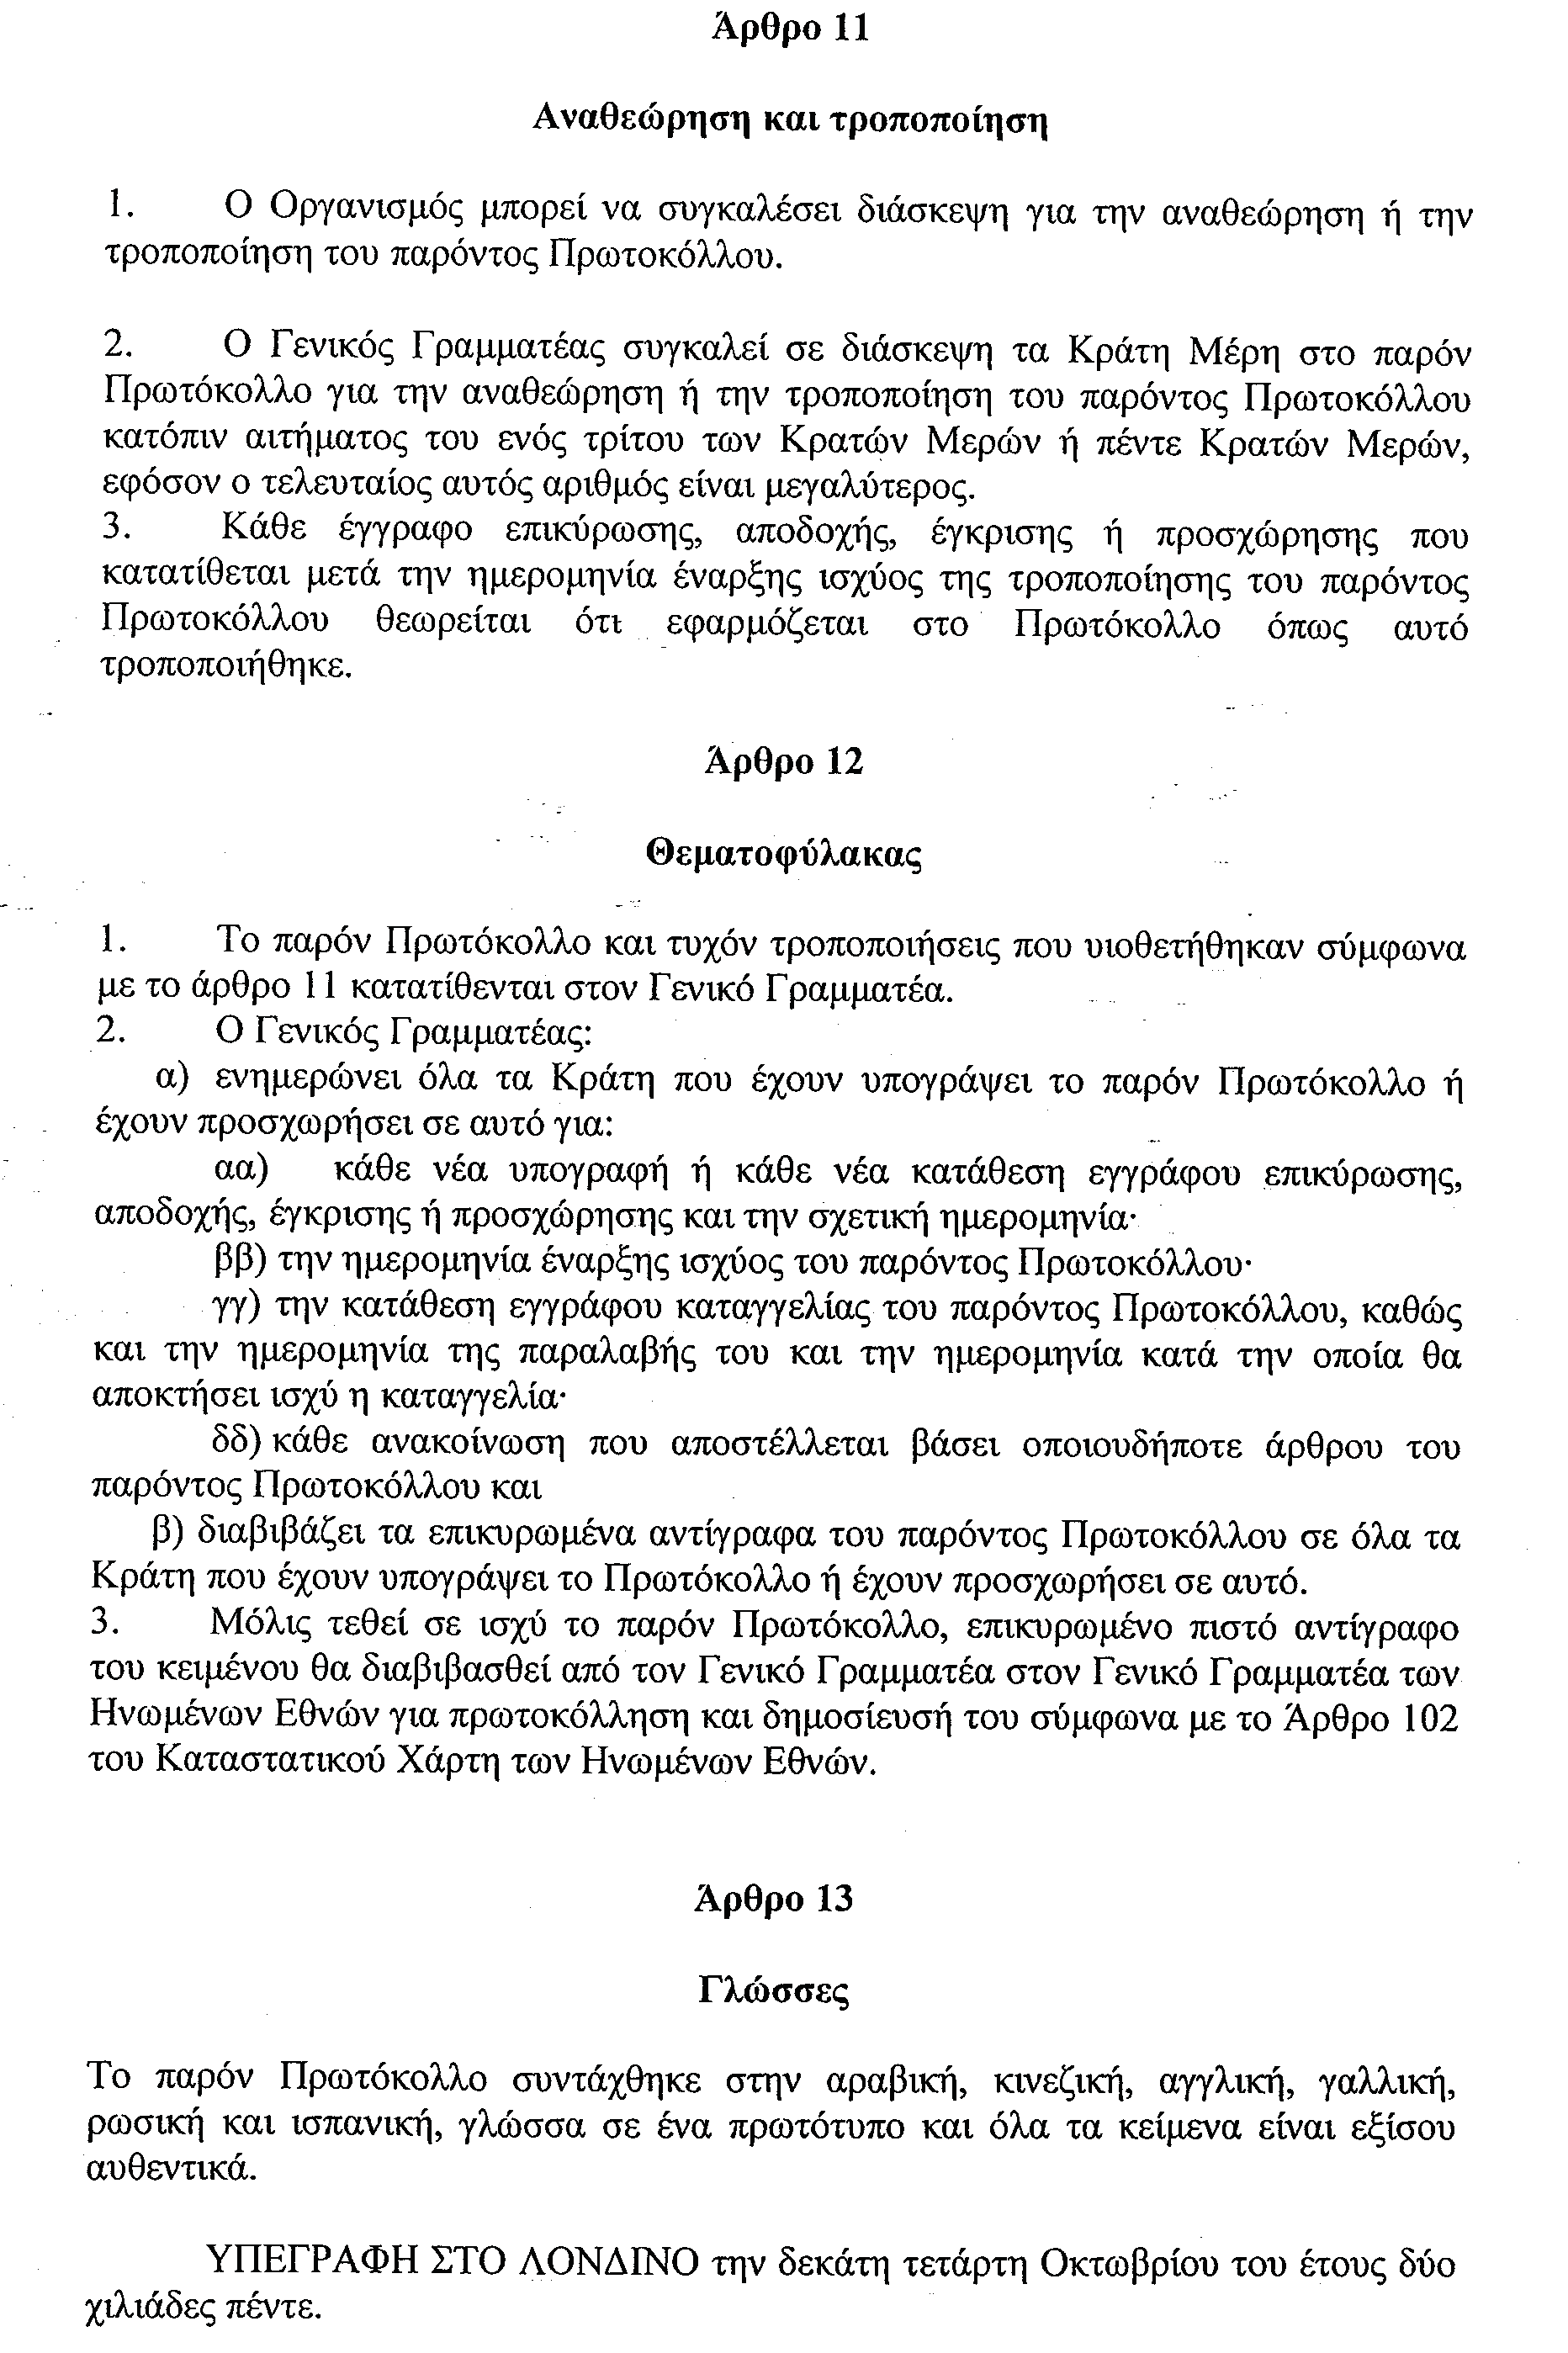 Άρθρο 11
Αναθεώρηση και τροποποίηση
1. Ο Οργανισμός μπορεί να συγκαλέσει διάσκεψη για την αναθεώρηση ή την
τροποποίηση του παρόντος Πρωτοκόλλου.
2. Ο Γενικός Γραμματέας συγκαλεί σε διάσκεψη τα Κράτη Μέρη στο παρόν
Πρωτόκολλο για την αναθεώρηση ή την τροποποίηση του παρόντος Πρωτοκόλλου
κατόπιν αιτήματος του ενός τρίτου των Κρατών Μερών ή πέντε Κρατών Μερών,
εφόσον ο τελευταίος αυτός αριθμός είναι μεγαλύτερος.
3. Κάθε έγγραφο επικύρωσης, αποδοχής, έγκρισης ή προσχώρησης που
κατατίθεται μετά την ημερομηνία έναρξης ισχύος της τροποποίησης του παρόντος
Πρωτοκόλλου θεωρείται ότι εφαρμόζεται στο Πρωτόκολλο όπως αυτό
τροποποιήθηκε.
Άρθρο 12
Θεματοφύλακας
1. Το παρόν Πρωτόκολλο και τυχόν τροποποιήσεις που υιοθετήθηκαν σύμφωνα
με το άρθρο 11 κατατίθενται στον Γενικό Γραμματέα.
2. Ο Γενικός Γραμματέας:
α) ενημερώνει όλα τα Κράτη που έχουν υπογράψει το παρόν Πρωτόκολλο ή
έχουν προσχωρήσει σε αυτό για:
αα) κάθε νέα υπογραφή ή κάθε νέα κατάθεση εγγράφου επικύρωσης,
αποδοχής, έγκρισης ή προσχώρησης και την σχετική ημερομηνία·
ββ) την ημερομηνία έναρξης ισχύος του παρόντος Πρωτοκόλλου·
γγ) την κατάθεση εγγράφου καταγγελίας του παρόντος Πρωτοκόλλου, καθώς
και την ημερομηνία της παραλαβής του και την ημερομηνία κατά την οποία θα
αποκτήσει ισχύ η καταγγελία·
δδ) κάθε ανακοίνωση που αποστέλλεται βάσει οποιουδήποτε άρθρου του
παρόντος Πρωτοκόλλου και
β) διαβιβάζει τα επικυρωμένα αντίγραφα του παρόντος Πρωτοκόλλου σε όλα τα
Κράτη που έχουν υπογράψει το Πρωτόκολλο ή έχουν προσχωρήσει σε αυτό.
3. Μόλις τεθεί σε ισχύ το παρόν Πρωτόκολλο, επικυρωμένο πιστό αντίγραφο
του κειμένου θα διαβιβασθεί από τον Γενικό Γραμματέα στον Γενικό Γραμματέα των
Ηνωμένων Εθνών για πρωτοκόλληση και δημοσίευσή του σύμφωνα με το Άρθρο 102
του Καταστατικού Χάρτη των Ηνωμένων Εθνών.
Άρθρο 13
Γλώσσες
Το παρόν Πρωτόκολλο συντάχθηκε στην αραβική, κινεζική, αγγλική, γαλλική,
ρωσική και ισπανική, γλώσσα σε ένα πρωτότυπο και όλα τα κείμενα είναι εξίσου
αυθεντικά.
ΥΠΕΓΡΑΦΗ ΣΤΟ ΛΟΝΔΙΝΟ την δεκάτη τετάρτη Οκτωβρίου του έτους δύο
χιλιάδες πέντε.